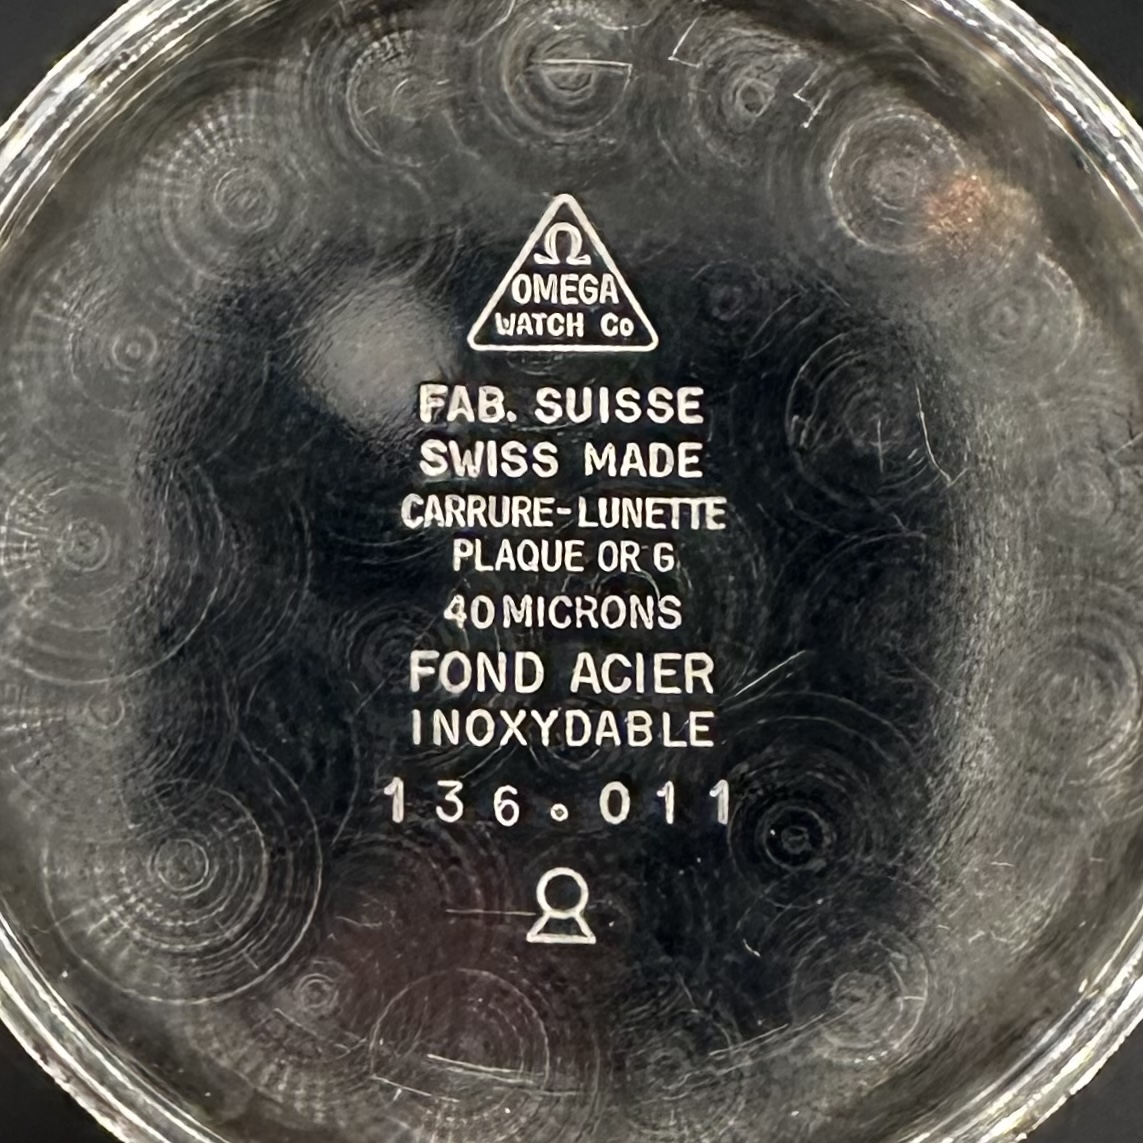 Ω
OMEGA
WATCH Co
FAB. SUISSE
SWISS MADE
CARRURE-LUNETTE
PLAQUE OR G
40 MICRONS
FOND ACIER
INOXYDABLE
136.011